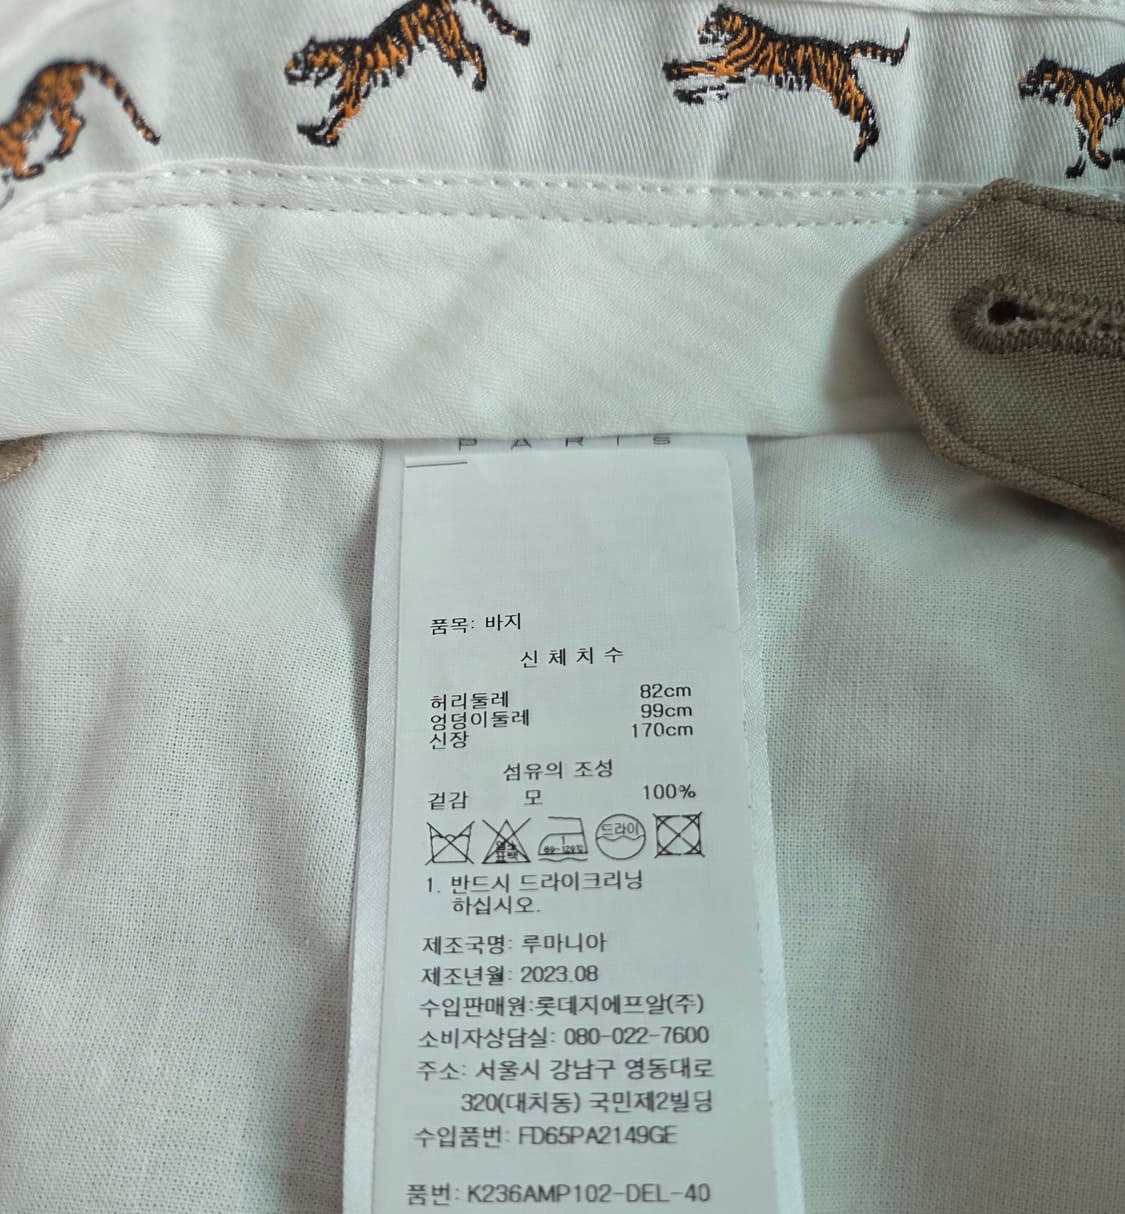 PARIS
품목: 바지
신체치수
허리둘레 82cm
엉덩이둘레 99cm
신장 170cm
섬유의 조성
겉감 모 100%
염소 표백 80~120℃ 드라이
1. 반드시 드라이크리닝
하십시오.
제조국명: 루마니아
제조년월: 2023.08
수입판매원:롯데지에프알(주)
소비자상담실: 080-022-7600
주소: 서울시 강남구 영동대로
320(대치동) 국민제2빌딩
수입품번: FD65PA2149GE
품번: K236AMP102-DEL-40